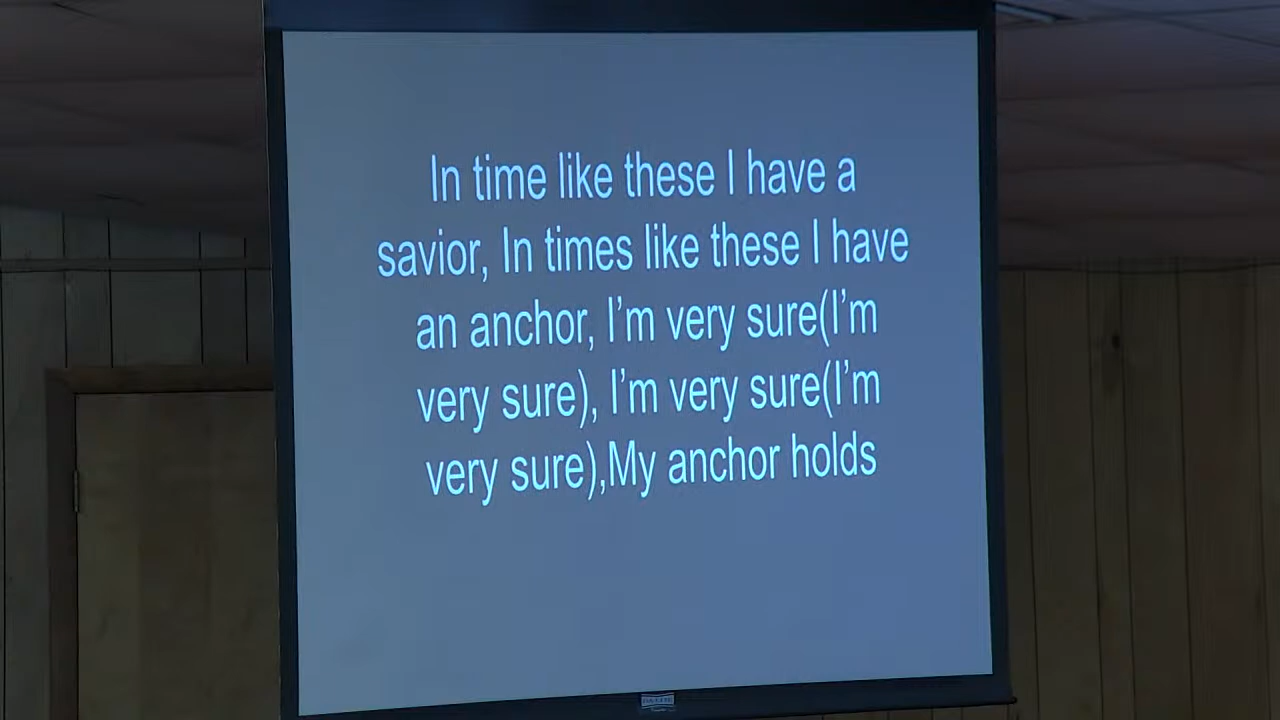 In time like these I have a
savior, In times like these I have
an anchor, I'm very sure(I'm
very sure), I'm very sure(I'm
very sure),My anchor holds